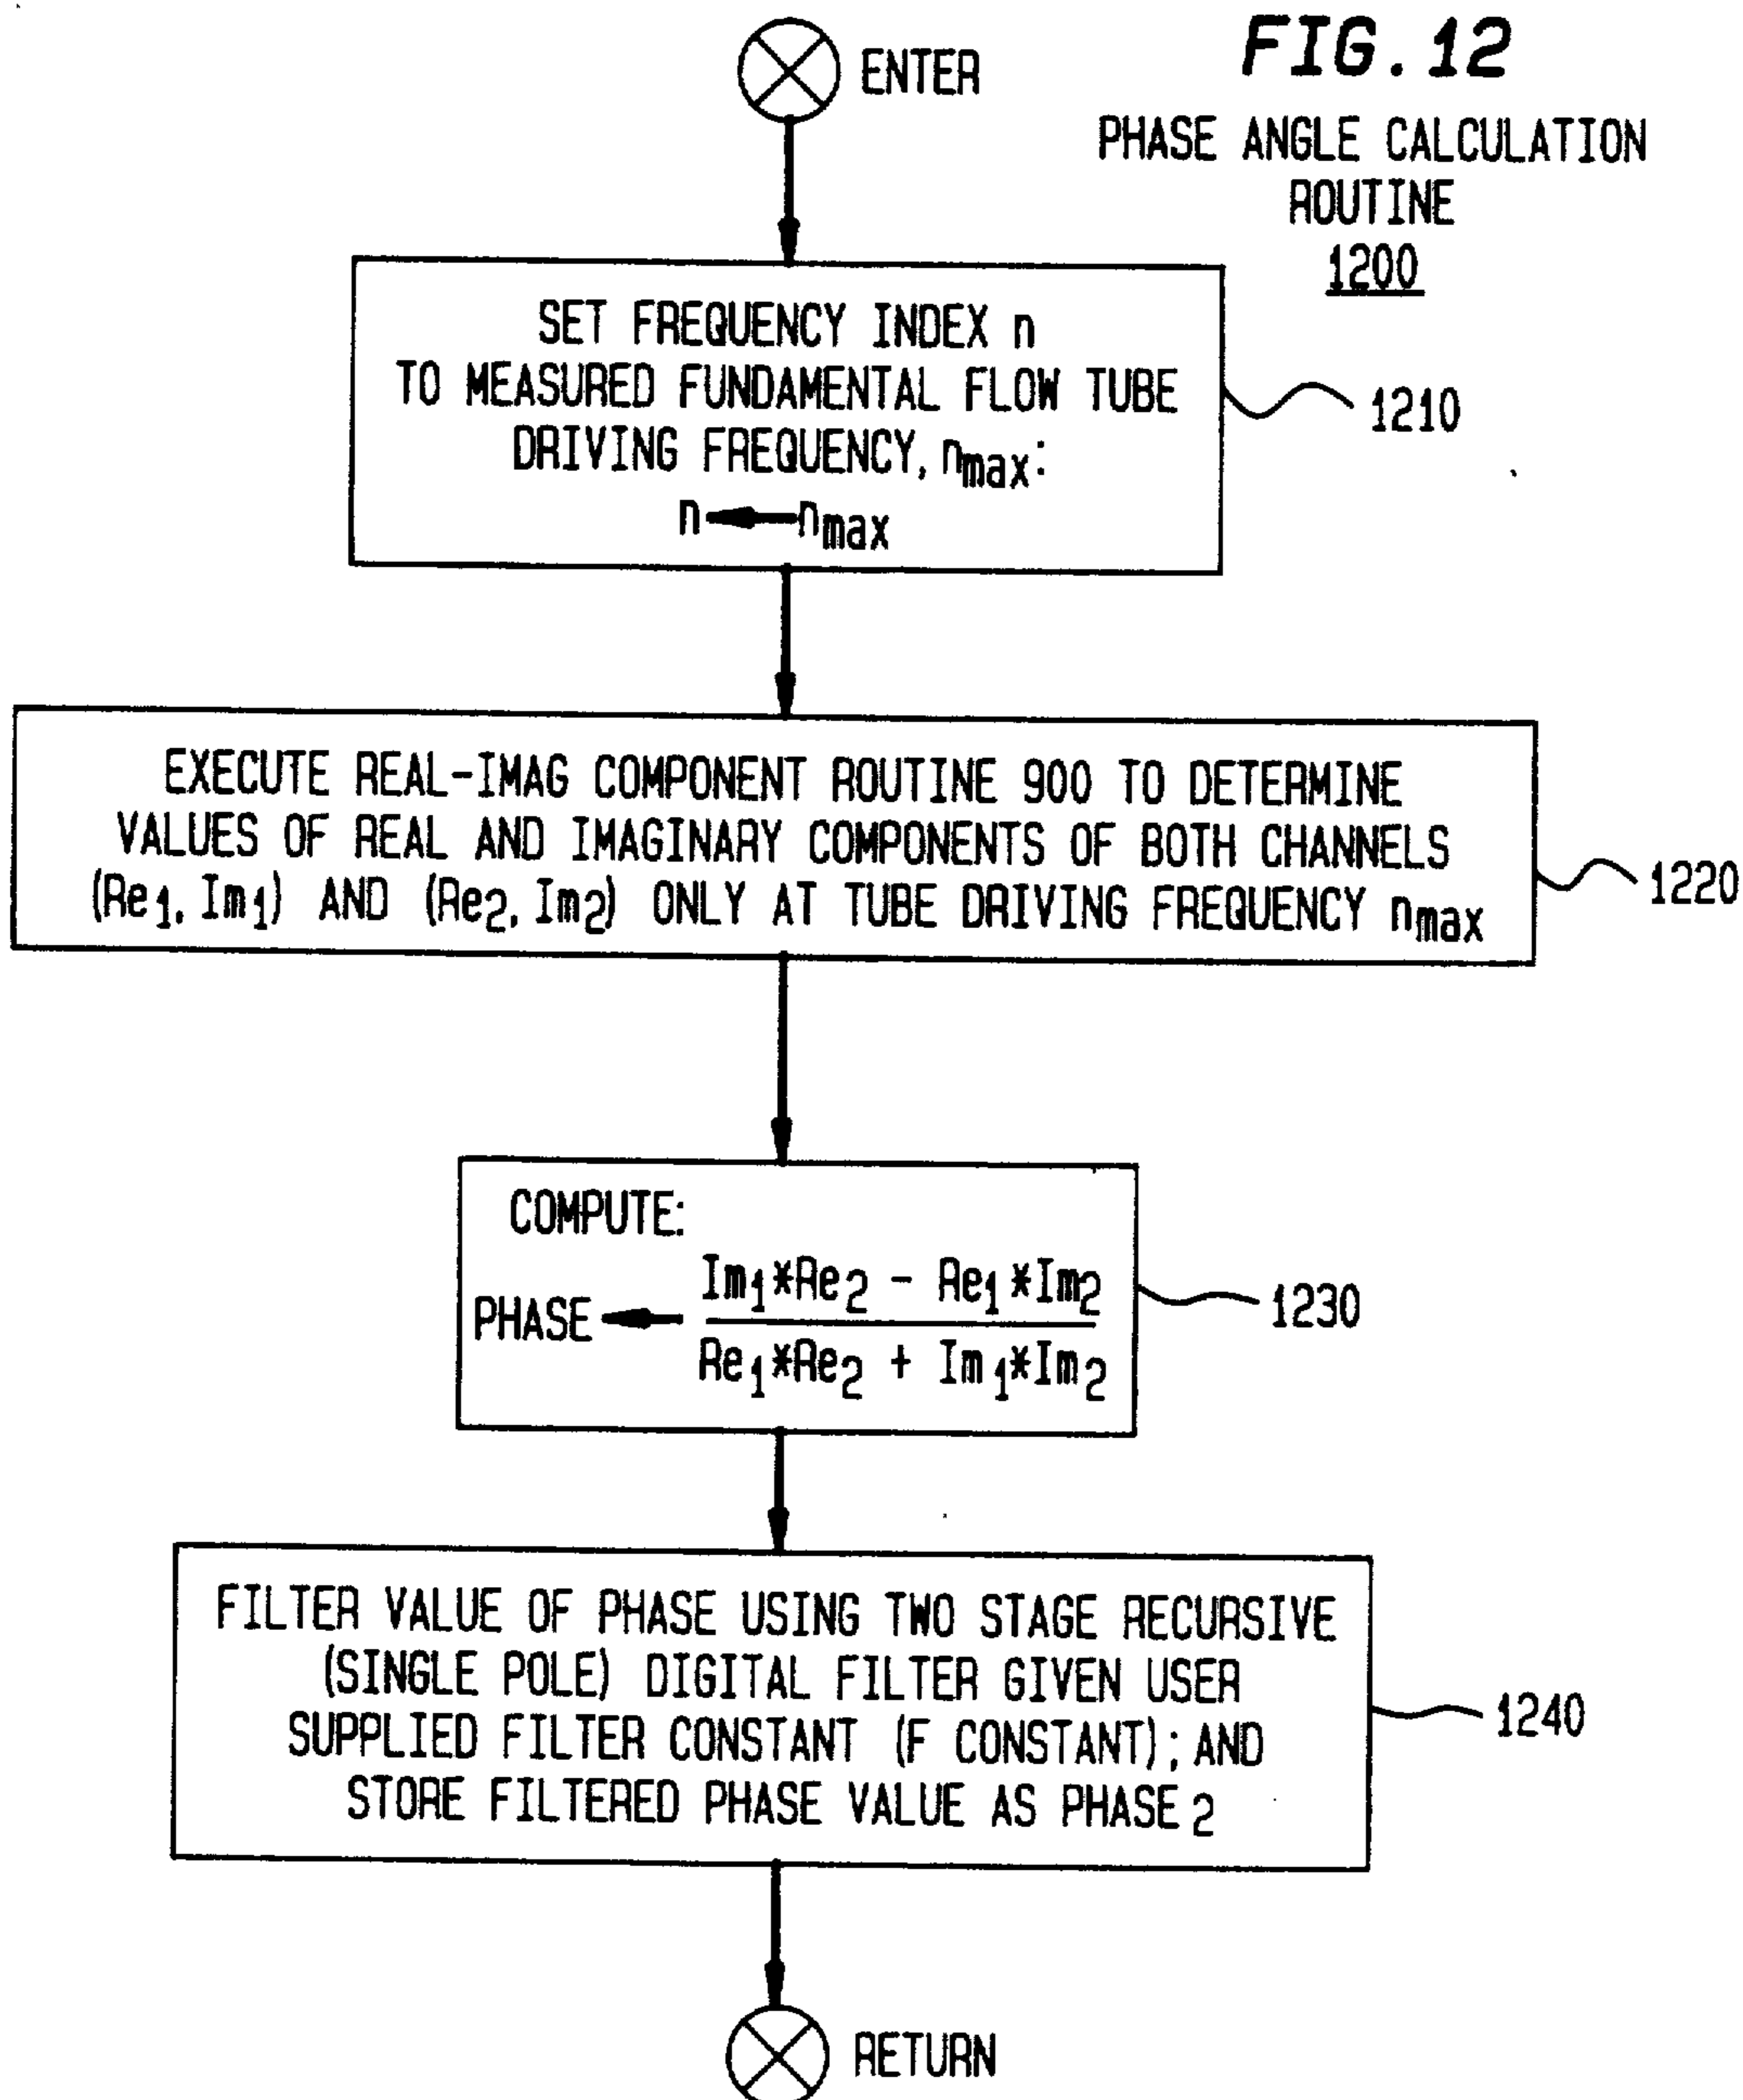 FIG. 12
PHASE ANGLE CALCULATION
ROUTINE
1200
ENTER
SET FREQUENCY INDEX n
TO MEASURED FUNDAMENTAL FLOW TUBE
DRIVING FREQUENCY, nmax:
n ← nmax
1210
EXECUTE REAL-IMAG COMPONENT ROUTINE 900 TO DETERMINE
VALUES OF REAL AND IMAGINARY COMPONENTS OF BOTH CHANNELS
(Re1, Im1) AND (Re2, Im2) ONLY AT TUBE DRIVING FREQUENCY nmax
1220
COMPUTE:
Im1*Re2 - Re1*Im2
PHASE ←
Re1*Re2 + Im1*Im2
1230
FILTER VALUE OF PHASE USING TWO STAGE RECURSIVE
(SINGLE POLE) DIGITAL FILTER GIVEN USER
SUPPLIED FILTER CONSTANT (F CONSTANT); AND
STORE FILTERED PHASE VALUE AS PHASE2
1240
RETURN